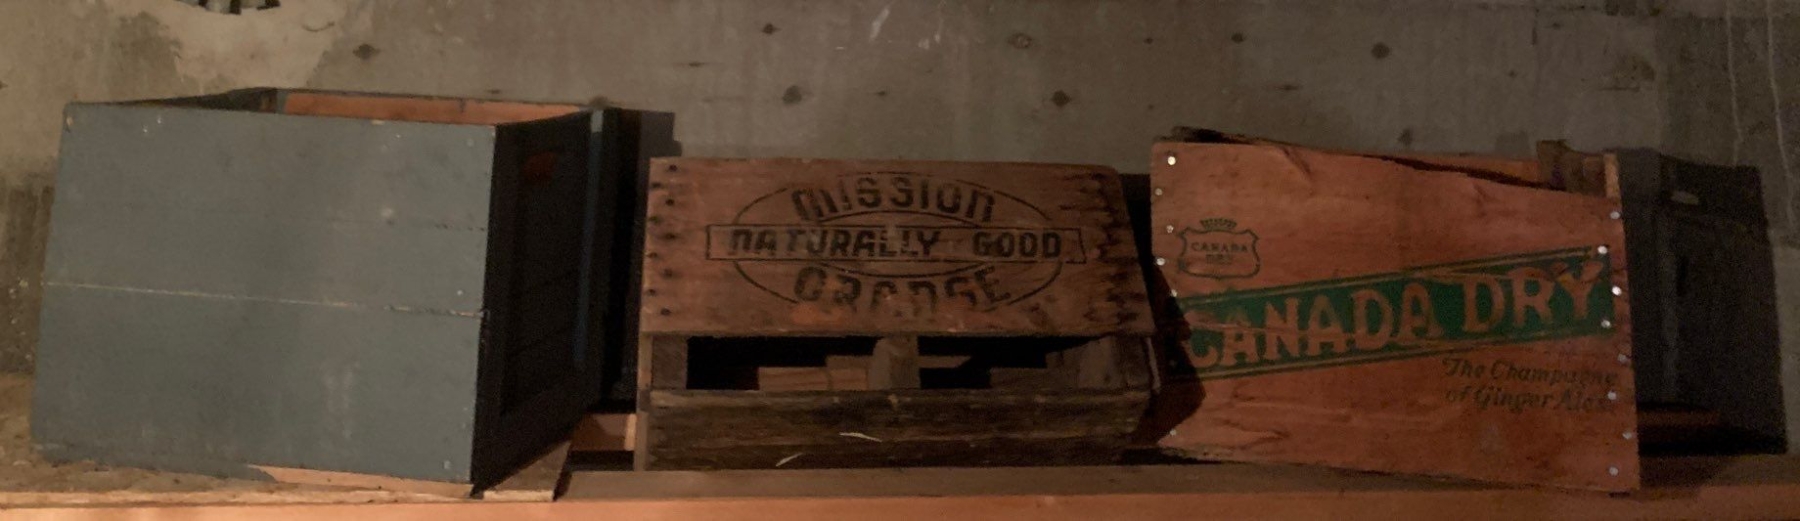 MISSION
NATURALLY GOOD
ORANGE
CANADA
DRY
CANADA DRY
The Champagne
of Ginger Ales